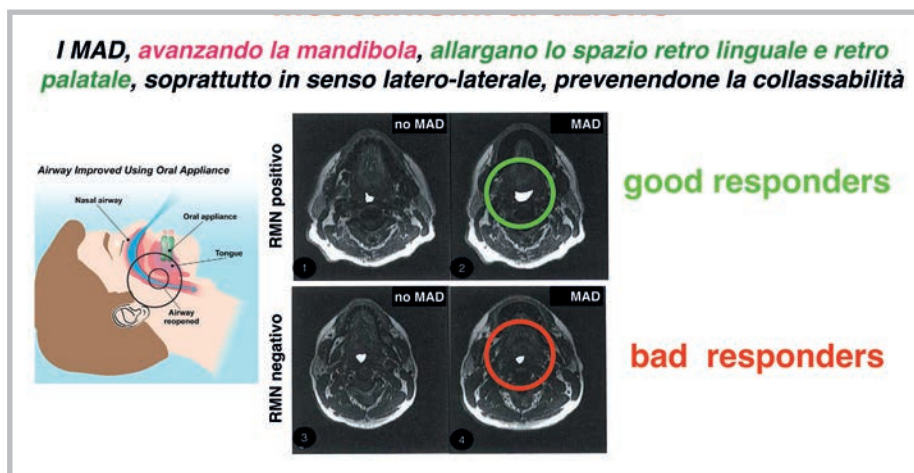 I MAD, avanzando la mandibola, allargano lo spazio retro linguale e retro
palatale, soprattutto in senso latero-laterale, prevenendone la collassabilità
Airway Improved Using Oral Appliance
Nasal airway
Oral appliance
Tongue
Airway
reopened
RMN positivo
no MAD
MAD
1
2
good responders
RMN negativo
no MAD
MAD
3
4
bad responders